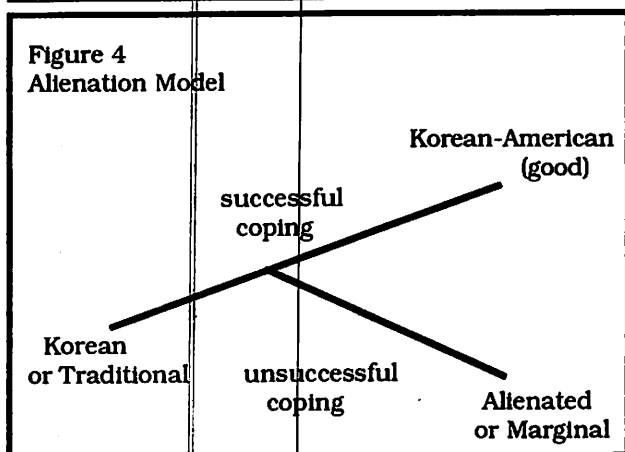 Figure 4
Alienation Model
Korean-American
(good)
successful
coping
Korean
or Traditional
unsuccessful
coping
Alienated
or Marginal